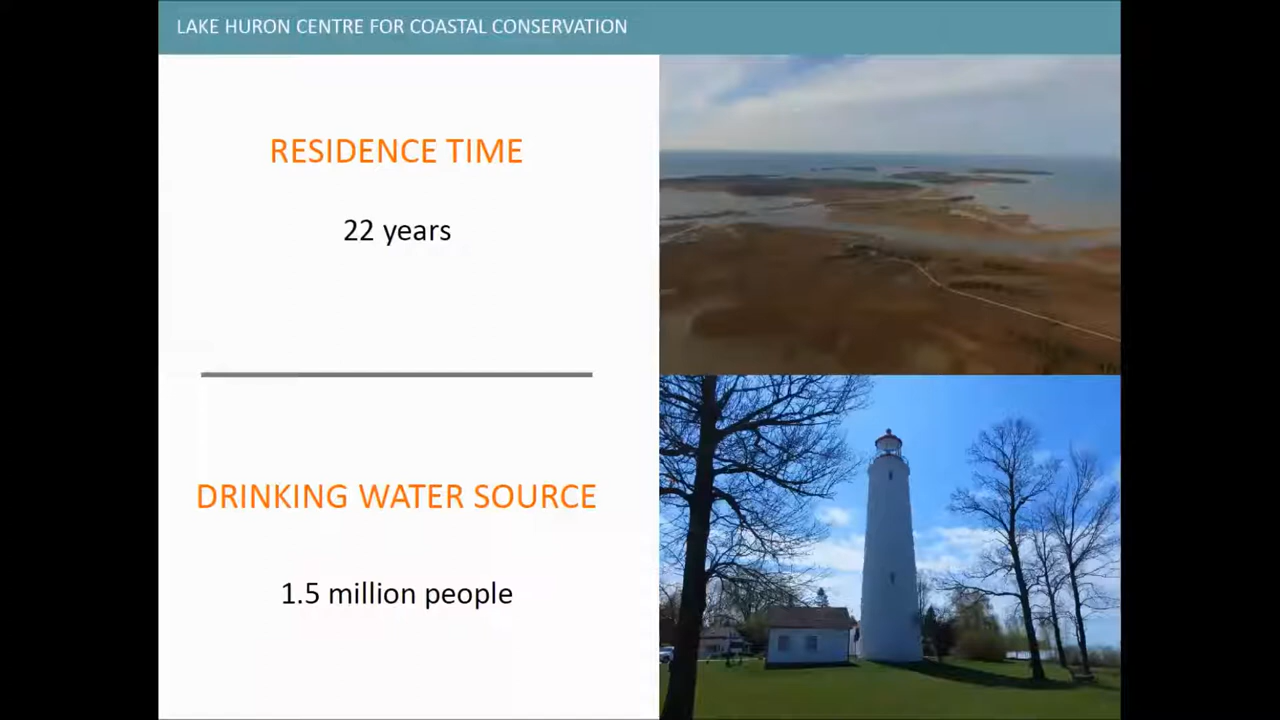 LAKE HURON CENTRE FOR COASTAL CONSERVATION
RESIDENCE TIME
22 years
DRINKING WATER SOURCE
1.5 million people